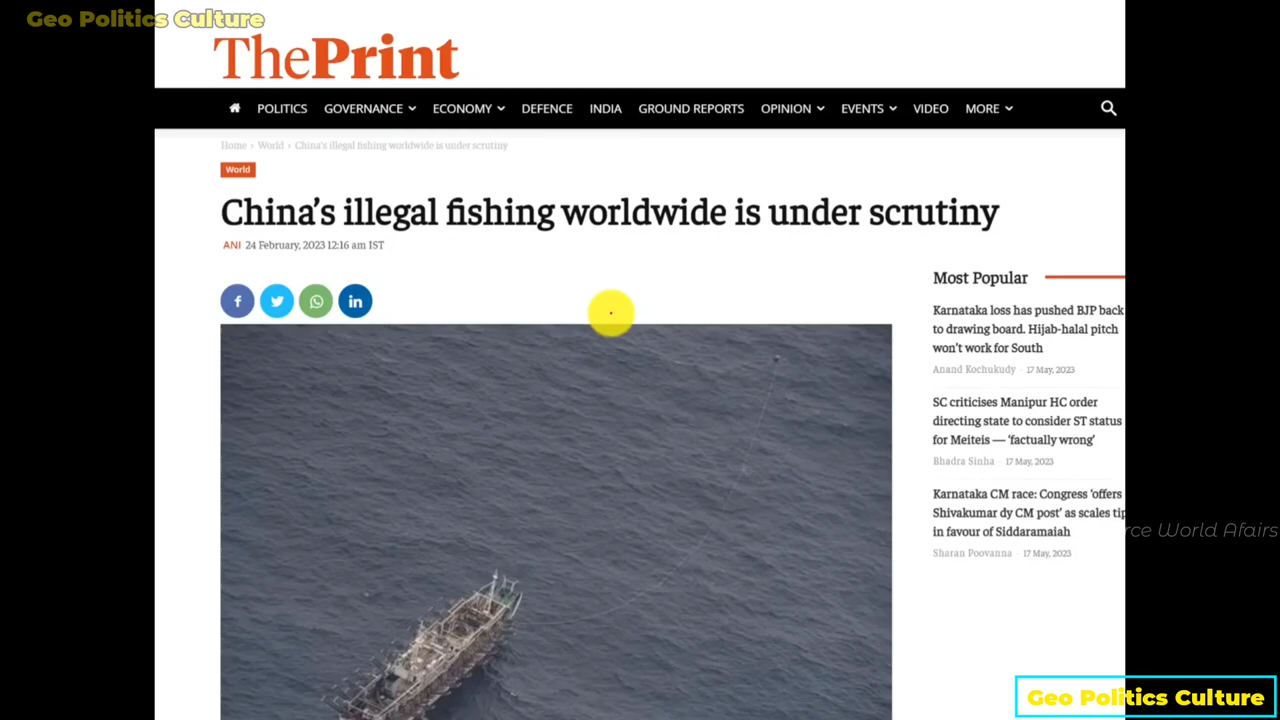 Geo Politics Culture
ThePrint
POLITICS GOVERNANCE ECONOMY DEFENCE INDIA GROUND REPORTS OPINION EVENTS VIDEO MORE
Home › World › China's illegal fishing worldwide is under scrutiny
World
China's illegal fishing worldwide is under scrutiny
ANI 24 February, 2023 12:16 am IST
Most Popular
Karnataka loss has pushed BJP back
to drawing board. Hijab-halal pitch
won't work for South
Anand Kochukudy - 17 May, 2023
SC criticises Manipur HC order
directing state to consider ST status
for Meiteis — 'factually wrong'
Bhadra Sinha - 17 May, 2023
Karnataka CM race: Congress 'offers
Shivakumar dy CM post' as scales tip
in favour of Siddaramaiah
rce World Afairs
Sharan Poovanna - 17 May, 2023
Geo Politics Culture